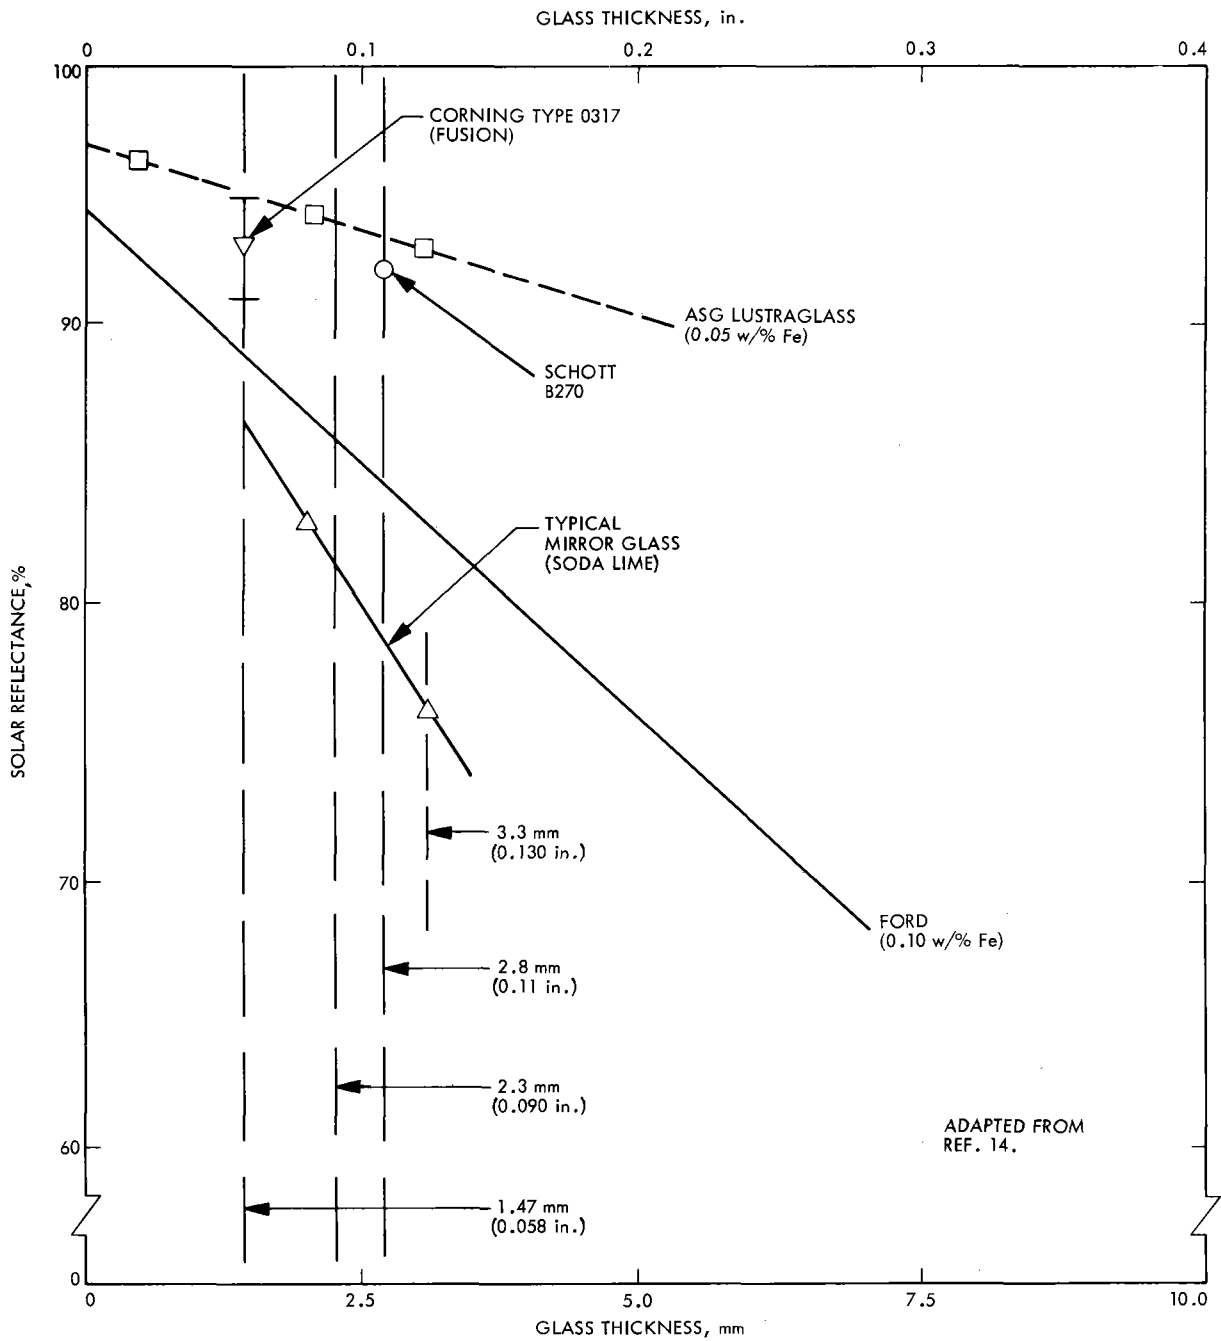 GLASS THICKNESS, in.
0 0.1 0.2 0.3 0.4
100
90
80
70
60
0
SOLAR REFLECTANCE, %
CORNING TYPE 0317
(FUSION)
ASG LUSTRAGLASS
(0.05 w/% Fe)
SCHOTT
B270
TYPICAL
MIRROR GLASS
(SODA LIME)
3.3 mm
(0.130 in.)
FORD
(0.10 w/% Fe)
2.8 mm
(0.11 in.)
2.3 mm
(0.090 in.)
ADAPTED FROM
REF. 14.
1.47 mm
(0.058 in.)
0 2.5 5.0 7.5 10.0
GLASS THICKNESS, mm